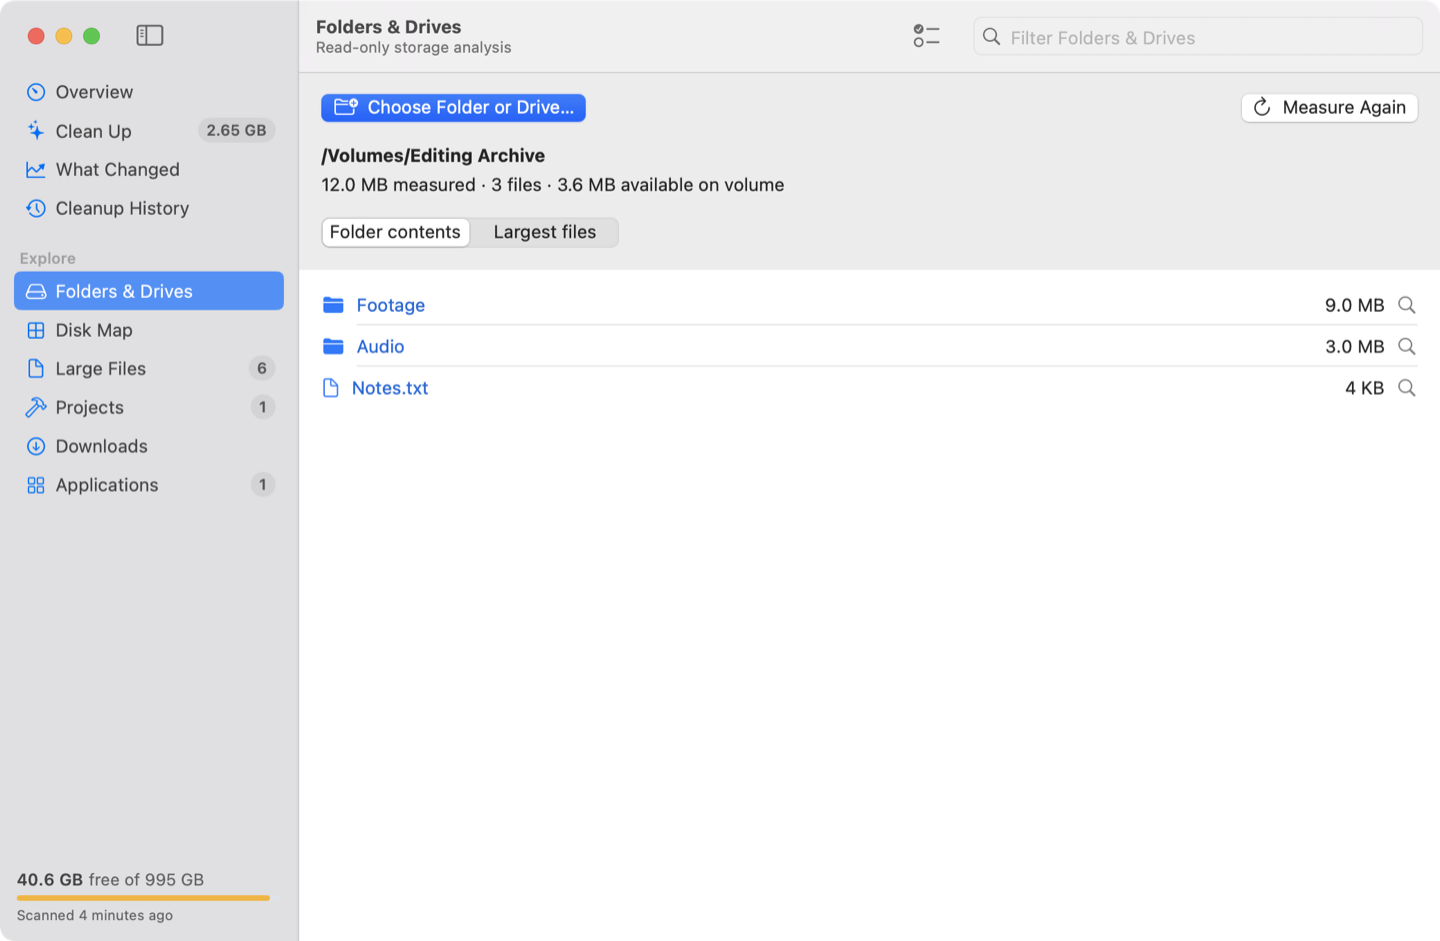 Folders & Drives
Read-only storage analysis
Filter Folders & Drives
Overview
Clean Up 2.65 GB
What Changed
Cleanup History
Explore
Folders & Drives
Disk Map
Large Files 6
Projects 1
Downloads
Applications 1
40.6 GB free of 995 GB
Scanned 4 minutes ago
Choose Folder or Drive...
Measure Again
/Volumes/Editing Archive
12.0 MB measured · 3 files · 3.6 MB available on volume
Folder contents Largest files
Footage 9.0 MB
Audio 3.0 MB
Notes.txt 4 KB